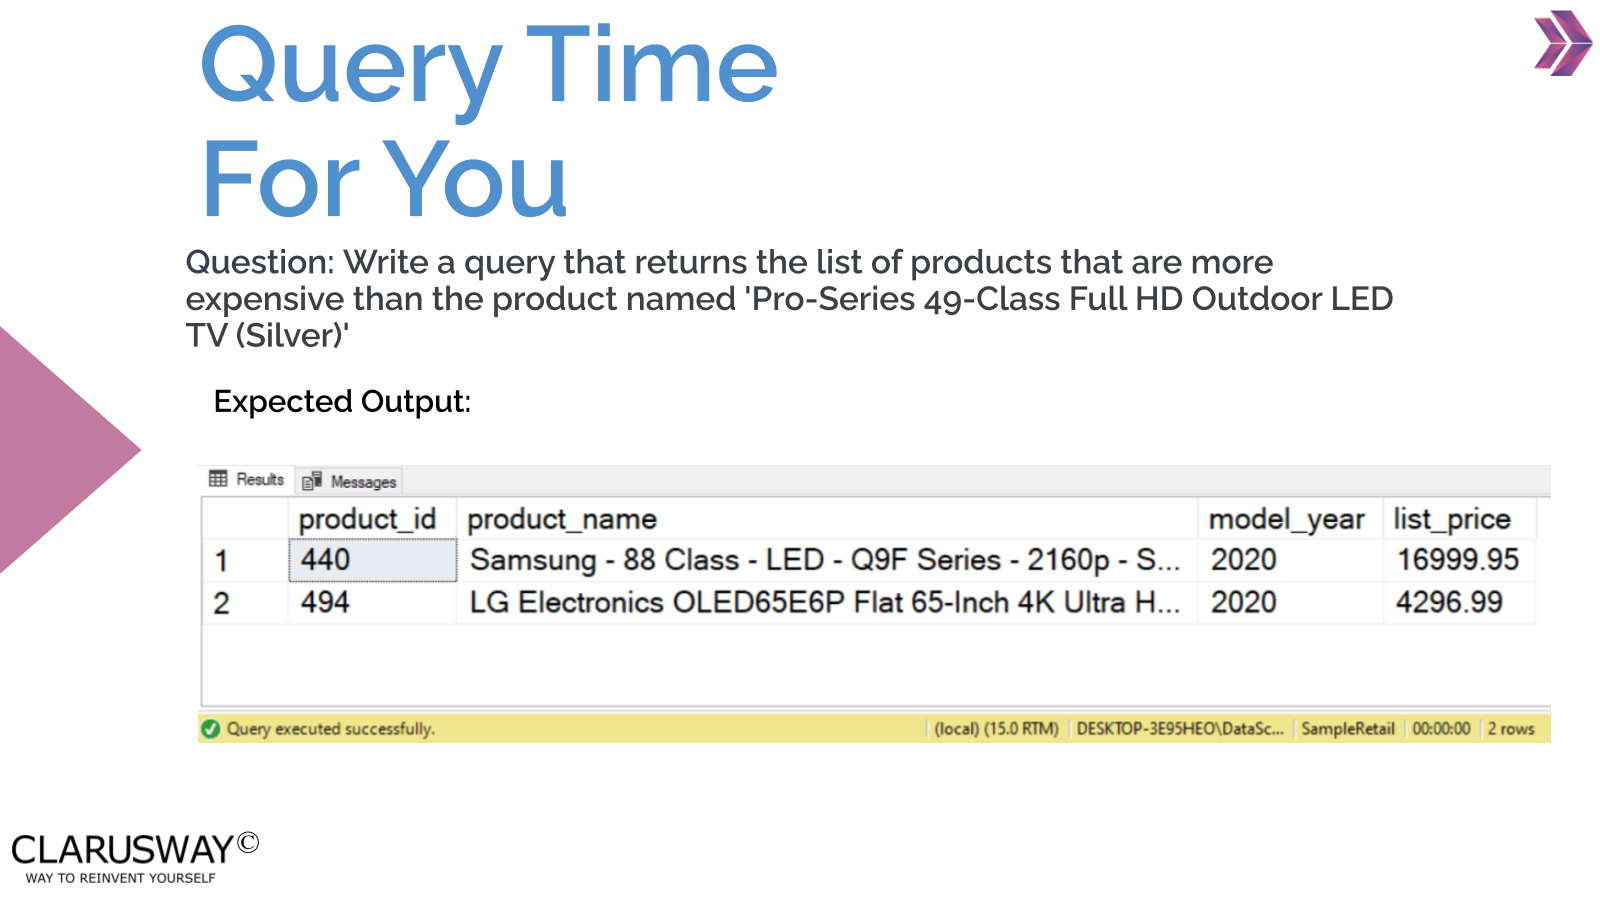 Query Time
For You
Question: Write a query that returns the list of products that are more
expensive than the product named 'Pro-Series 49-Class Full HD Outdoor LED
TV (Silver)'
Expected Output:
Results Messages
product_id product_name model_year list_price
1 440 Samsung - 88 Class - LED - Q9F Series - 2160p - S... 2020 16999.95
2 494 LG Electronics OLED65E6P Flat 65-Inch 4K Ultra H... 2020 4296.99
Query executed successfully. (local) (15.0 RTM) DESKTOP-3E95HEO\DataSc... SampleRetail 00:00:00 2 rows
CLARUSWAY©
WAY TO REINVENT YOURSELF